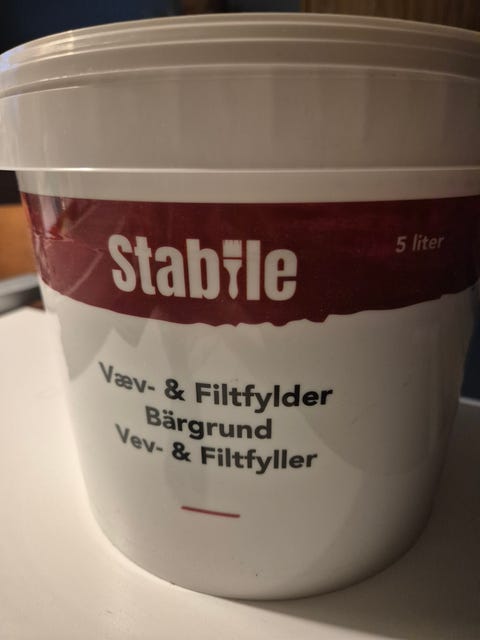 Stabile
5 liter
Væv- & Filtfylder
Bärgrund
Vev- & Filtfyller